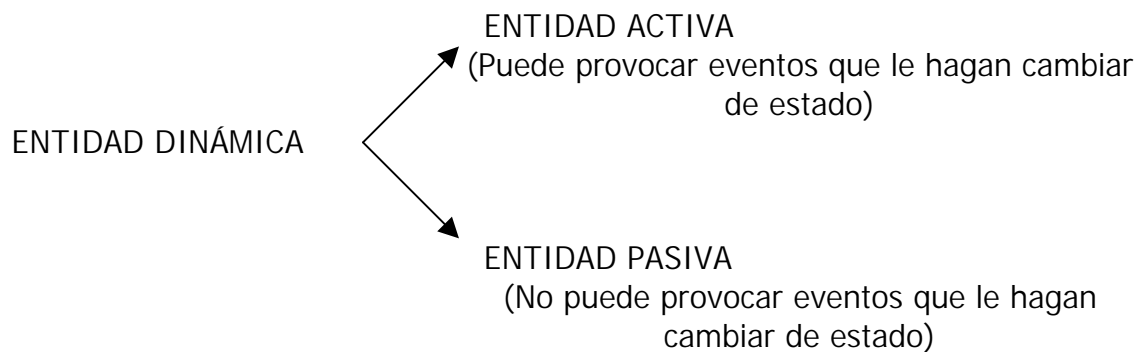 ENTIDAD ACTIVA
(Puede provocar eventos que le hagan cambiar
de estado)
ENTIDAD DINÁMICA
ENTIDAD PASIVA
(No puede provocar eventos que le hagan
cambiar de estado)